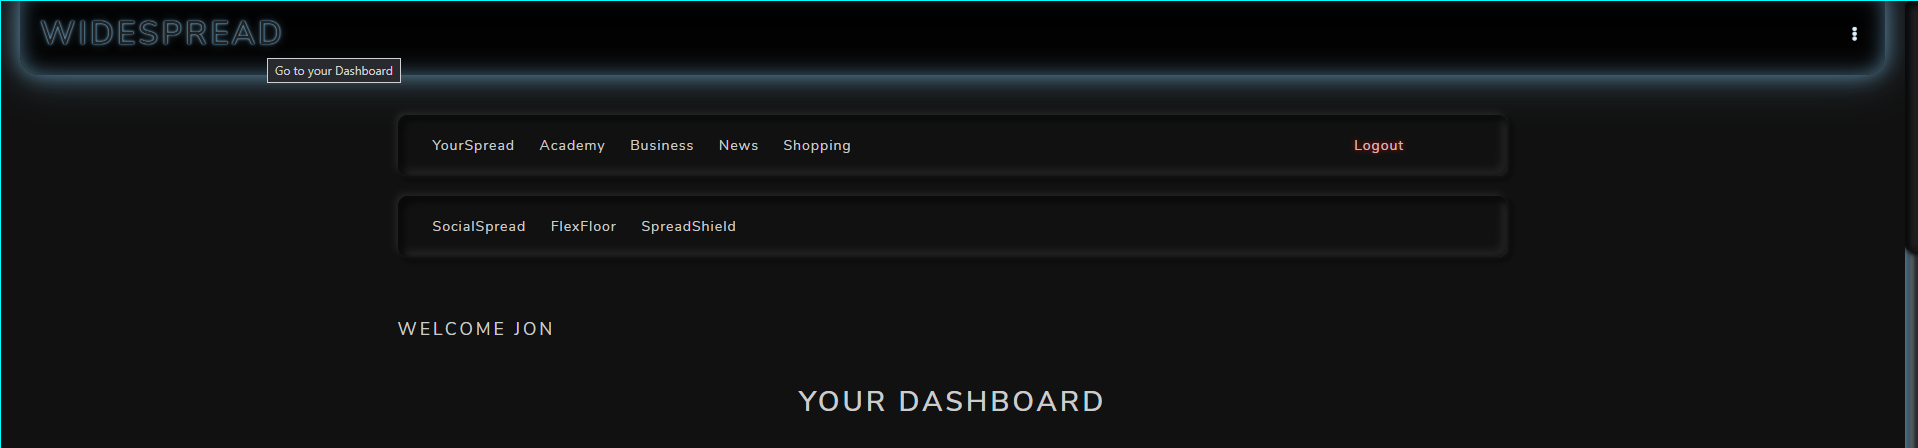 WIDESPREAD
Go to your Dashboard
YourSpread Academy Business News Shopping Logout
SocialSpread FlexFloor SpreadShield
WELCOME JON
YOUR DASHBOARD